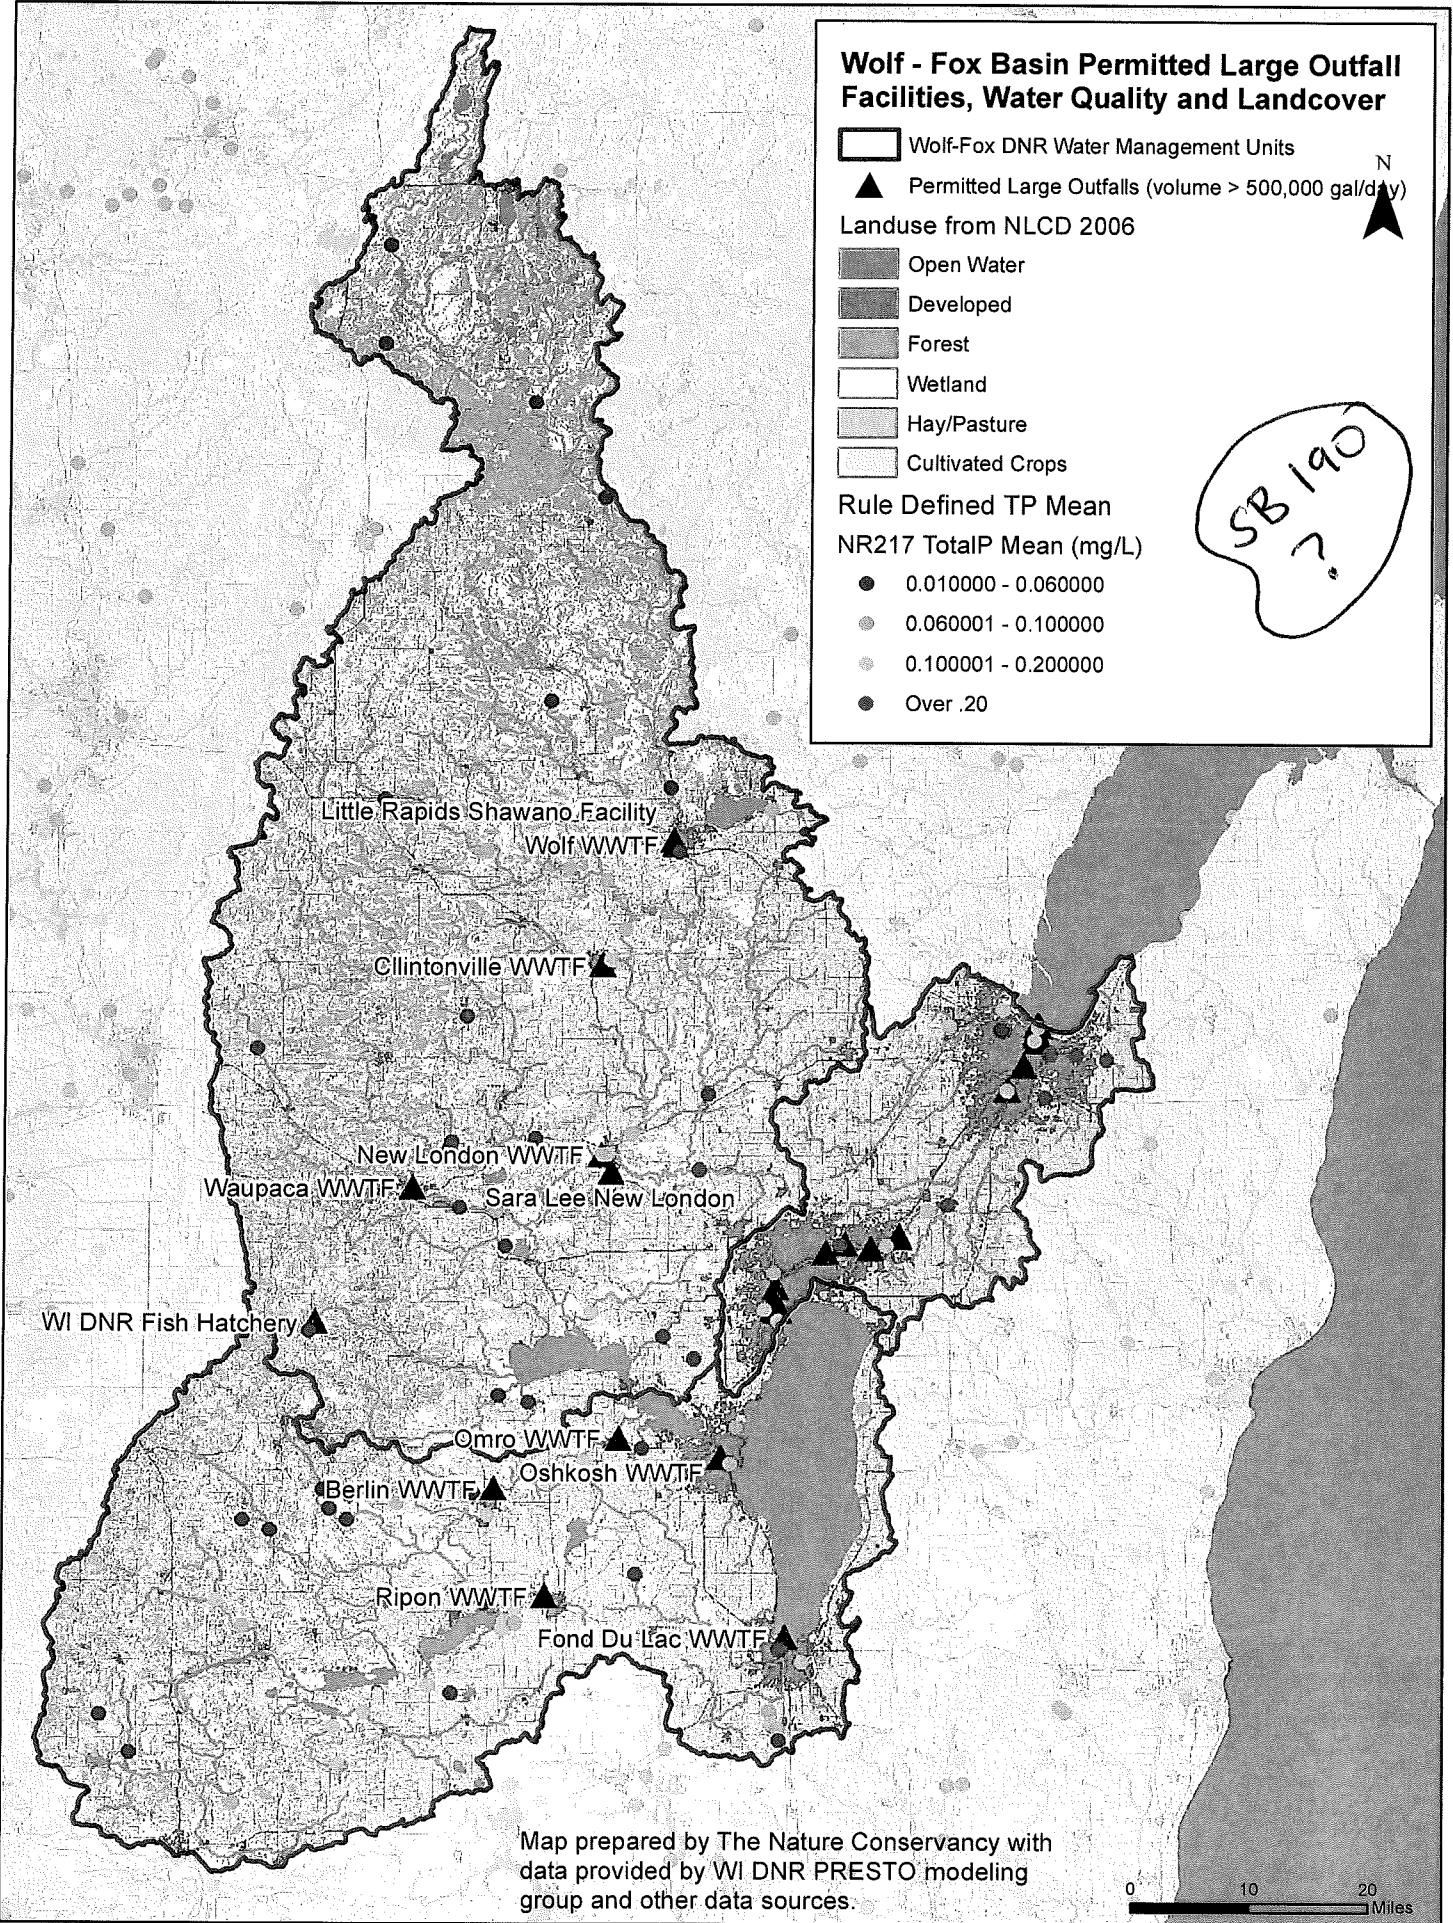 Wolf - Fox Basin Permitted Large Outfall
Facilities, Water Quality and Landcover
Wolf-Fox DNR Water Management Units
N
Permitted Large Outfalls (volume > 500,000 gal/day)
Landuse from NLCD 2006
Open Water
Developed
Forest
Wetland
Hay/Pasture
Cultivated Crops
SB 190
?
Rule Defined TP Mean
NR217 TotalP Mean (mg/L)
0.010000 - 0.060000
0.060001 - 0.100000
0.100001 - 0.200000
Over .20
Little Rapids Shawano Facility
Wolf WWTF
Cllintonville WWTF
New London WWTF
Waupaca WWTF
Sara Lee New London
WI DNR Fish Hatchery
Omro WWTF
Oshkosh WWTF
Berlin WWTF
Ripon WWTF
Fond Du Lac WWTF
Map prepared by The Nature Conservancy with
data provided by WI DNR PRESTO modeling
group and other data sources.
0 10 20
Miles